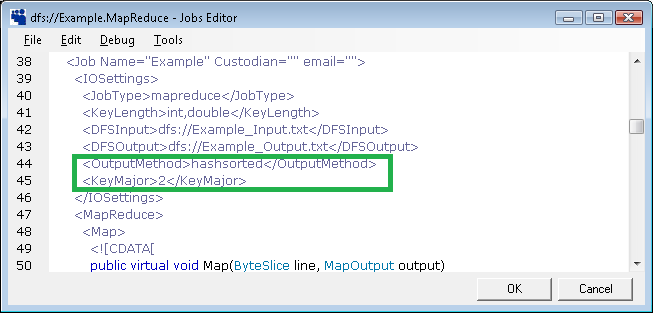 dfs://Example.MapReduce - Jobs Editor
File Edit Debug Tools
38 <Job Name="Example" Custodian="" email="">
39 <IOSettings>
40 <JobType>mapreduce</JobType>
41 <KeyLength>int,double</KeyLength>
42 <DFSInput>dfs://Example_Input.txt</DFSInput>
43 <DFSOutput>dfs://Example_Output.txt</DFSOutput>
44 <OutputMethod>hashsorted</OutputMethod>
45 <KeyMajor>2</KeyMajor>
46 </IOSettings>
47 <MapReduce>
48 <Map>
49 <![CDATA[
50 public virtual void Map(ByteSlice line, MapOutput output)
OK Cancel